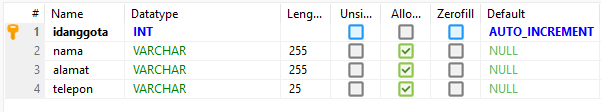 # Name Datatype Leng... Unsi... Allo... Zerofill Default
1 idanggota INT AUTO_INCREMENT
2 nama VARCHAR 255 NULL
3 alamat VARCHAR 255 NULL
4 telepon VARCHAR 25 NULL